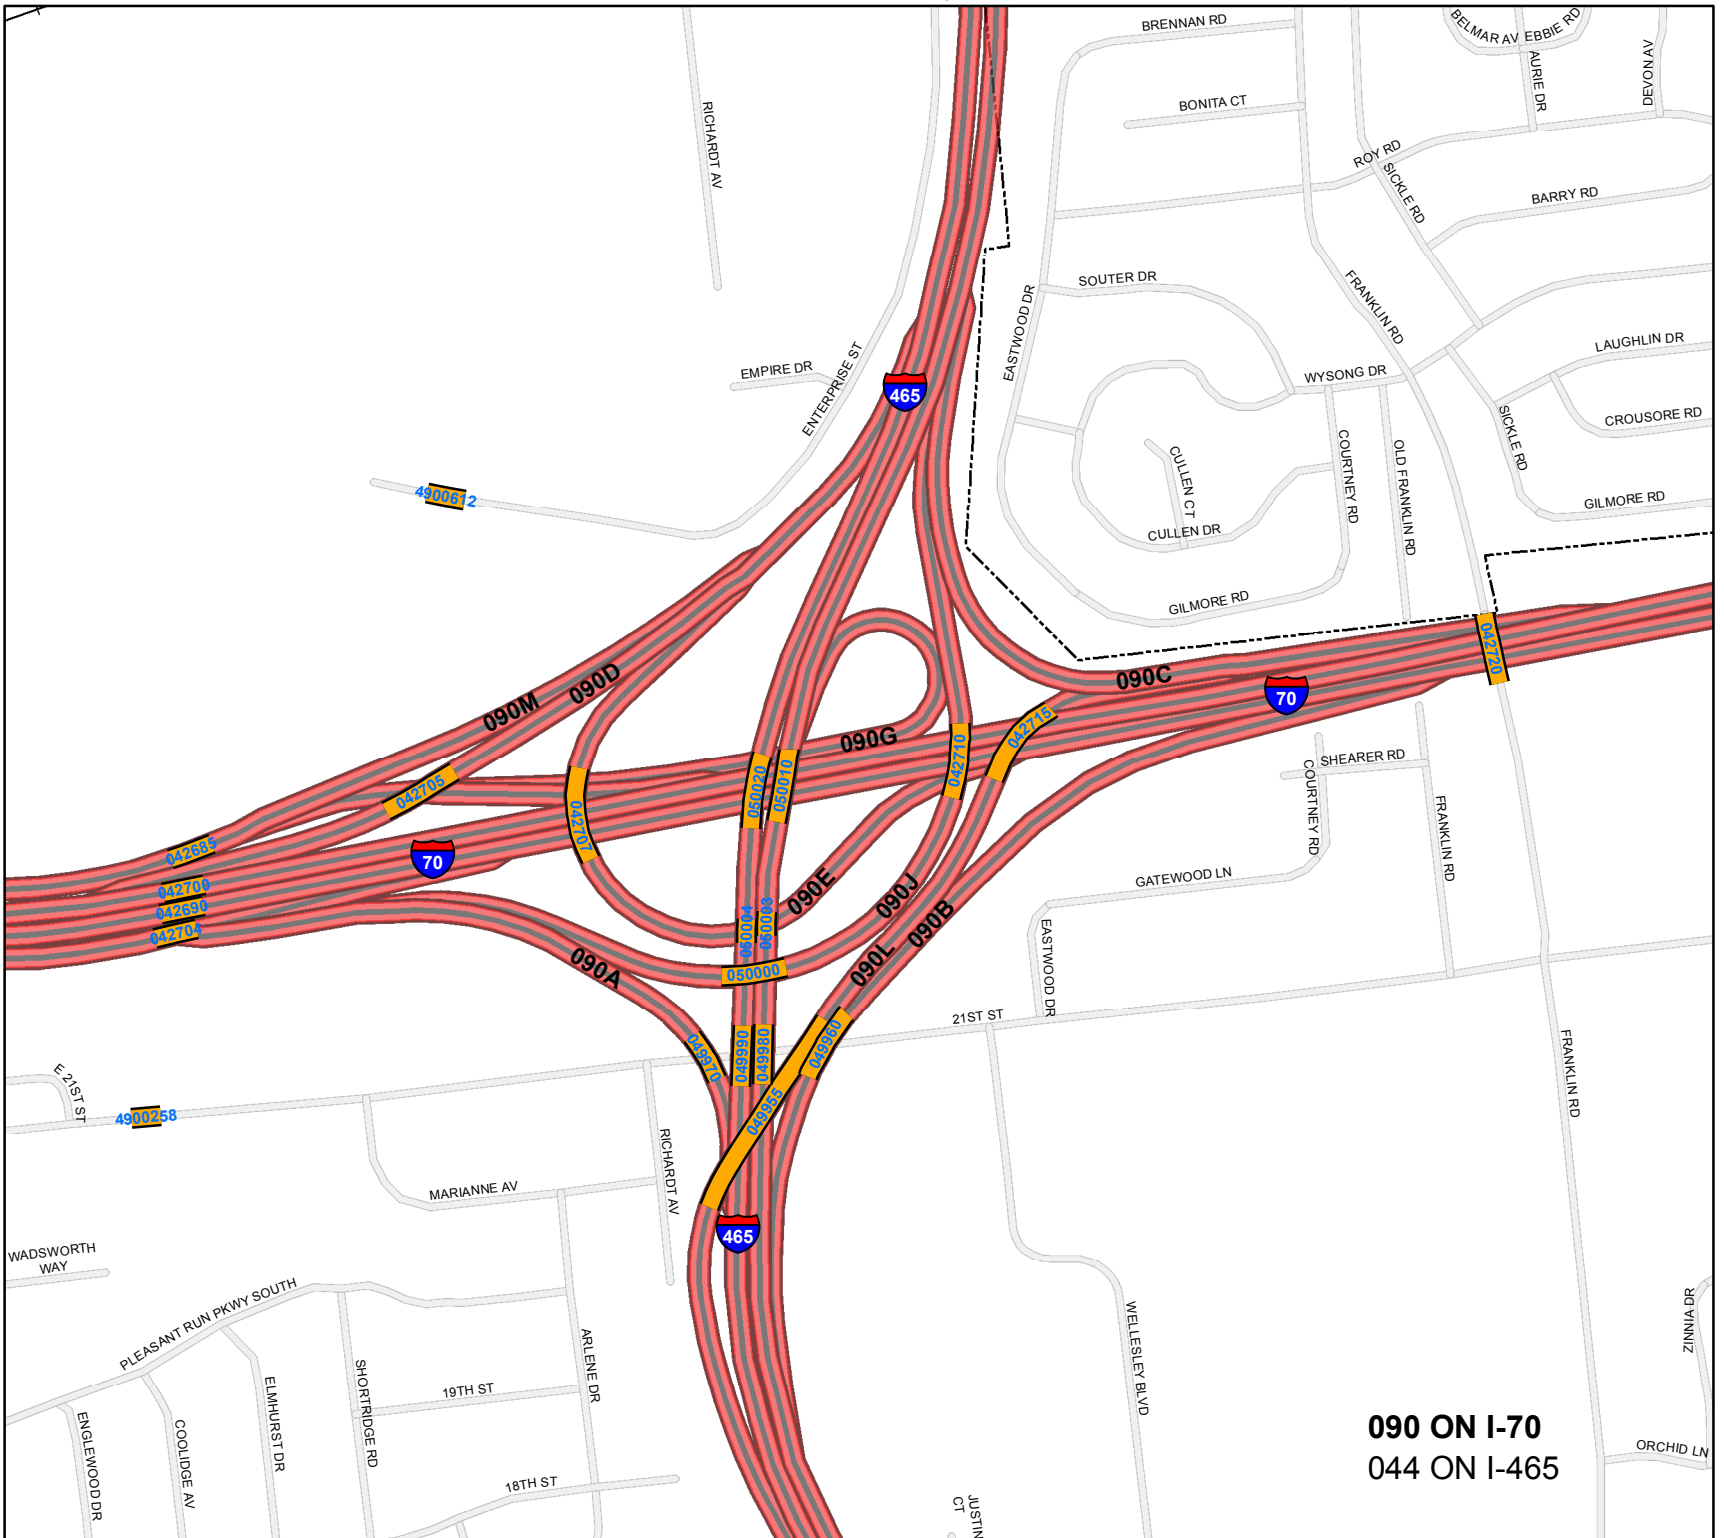 BRENNAN RD
BELMAR AV
EBBIE RD
AURIE DR
DEVON AV
RICHARDT AV
BONITA CT
ROY RD
SICKLE RD
BARRY RD
SOUTER DR
EASTWOOD DR
FRANKLIN RD
LAUGHLIN DR
EMPIRE DR
ENTERPRISE ST
465
WYSONG DR
CROUSORE RD
SICKLE RD
COURTNEY RD
OLD FRANKLIN RD
CULLEN CT
4900612
GILMORE RD
CULLEN DR
GILMORE RD
042720
090D
090C
090M
70
042715
090G
042710
050020
050010
SHEARER RD
042705
042707
COURTNEY RD
FRANKLIN RD
042685
70
GATEWOOD LN
042700
090E
090J
042690
090B
042704
050004
050003
EASTWOOD DR
090A
090L
050000
21ST ST
049970
049990
049980
049960
FRANKLIN RD
E 21ST ST
4900258
049955
RICHARDT AV
MARIANNE AV
465
WADSWORTH
WAY
PLEASANT RUN PKWY SOUTH
ZINNIA DR
WELLESLEY BLVD
ARLENE DR
19TH ST
SHORTRIDGE RD
ELMHURST DR
COOLIDGE AV
ENGLEWOOD DR
090 ON I-70
044 ON I-465
ORCHID LN
18TH ST
JUSTIN
CT